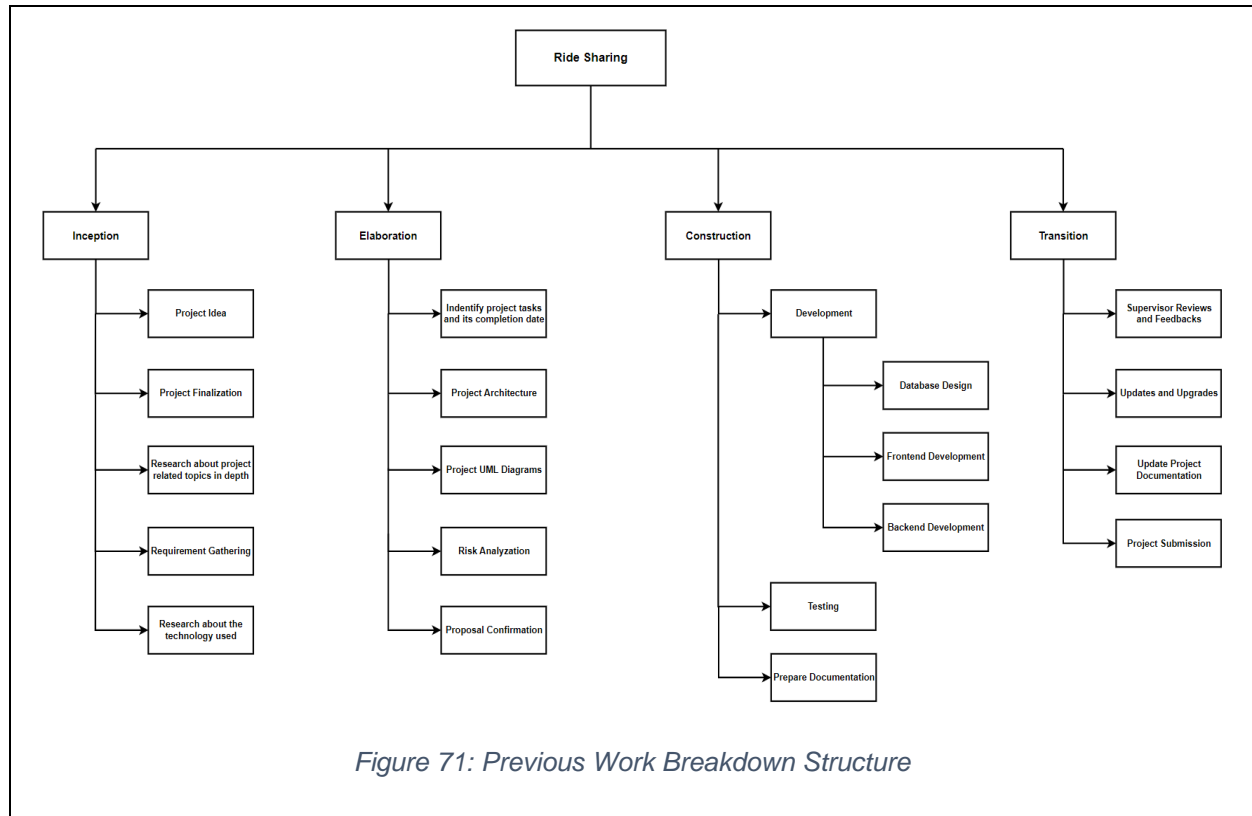 Ride Sharing
Inception
Project Idea
Project Finalization
Research about project
related topics in depth
Requirement Gathering
Research about the
technology used
Elaboration
Indentify project tasks
and its completion date
Project Architecture
Project UML Diagrams
Risk Analyzation
Proposal Confirmation
Construction
Development
Database Design
Frontend Development
Backend Development
Testing
Prepare Documentation
Transition
Supervisor Reviews
and Feedbacks
Updates and Upgrades
Update Project
Documentation
Project Submission
Figure 71: Previous Work Breakdown Structure